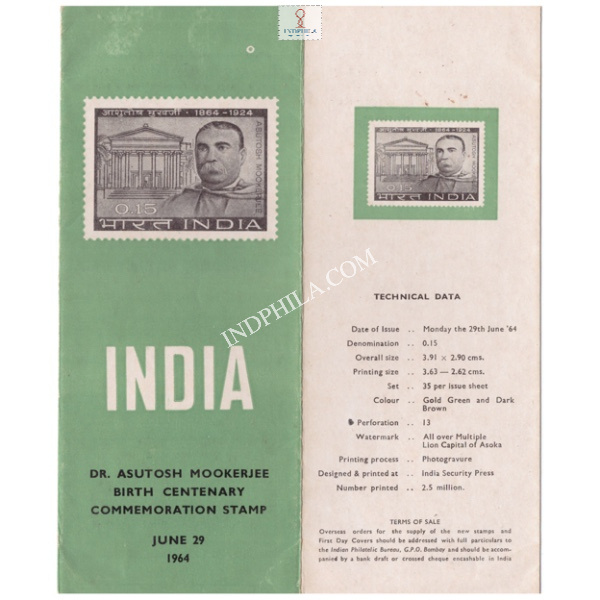 INDPHILA
आशुतोष मुखर्जी 1864-1924
ASUTOSH MOOKERJEE
0.15
भारत INDIA
INDIA
DR. ASUTOSH MOOKERJEE
BIRTH CENTENARY
COMMEMORATION STAMP
JUNE 29
1964
आशुतोष मुखर्जी 1864-1924
ASUTOSH MOOKERJEE
0.15
भारत INDIA
TECHNICAL DATA
Date of Issue .. Monday the 29th June '64
Denomination .. 0.15
Overall size .. 3.91 × 2.90 cms.
Printing size .. 3.63 — 2.62 cms.
Set .. 35 per issue sheet
Colour .. Gold Green and Dark
Brown
Perforation .. 13
Watermark .. All over Multiple
Lion Capital of Asuka
Printing process .. Photogravure
Designed & printed at .. India Security Press
Number printed .. 2.5 million.
TERMS OF SALE
Overseas orders for the supply of the new stamps and
First Day Covers should be addressed with full particulars to
the Indian Philatelic Bureau, G.P.O. Bombay and should be accom-
panied by a bank draft or crossed cheque encashable in India
INDPHILA.COM